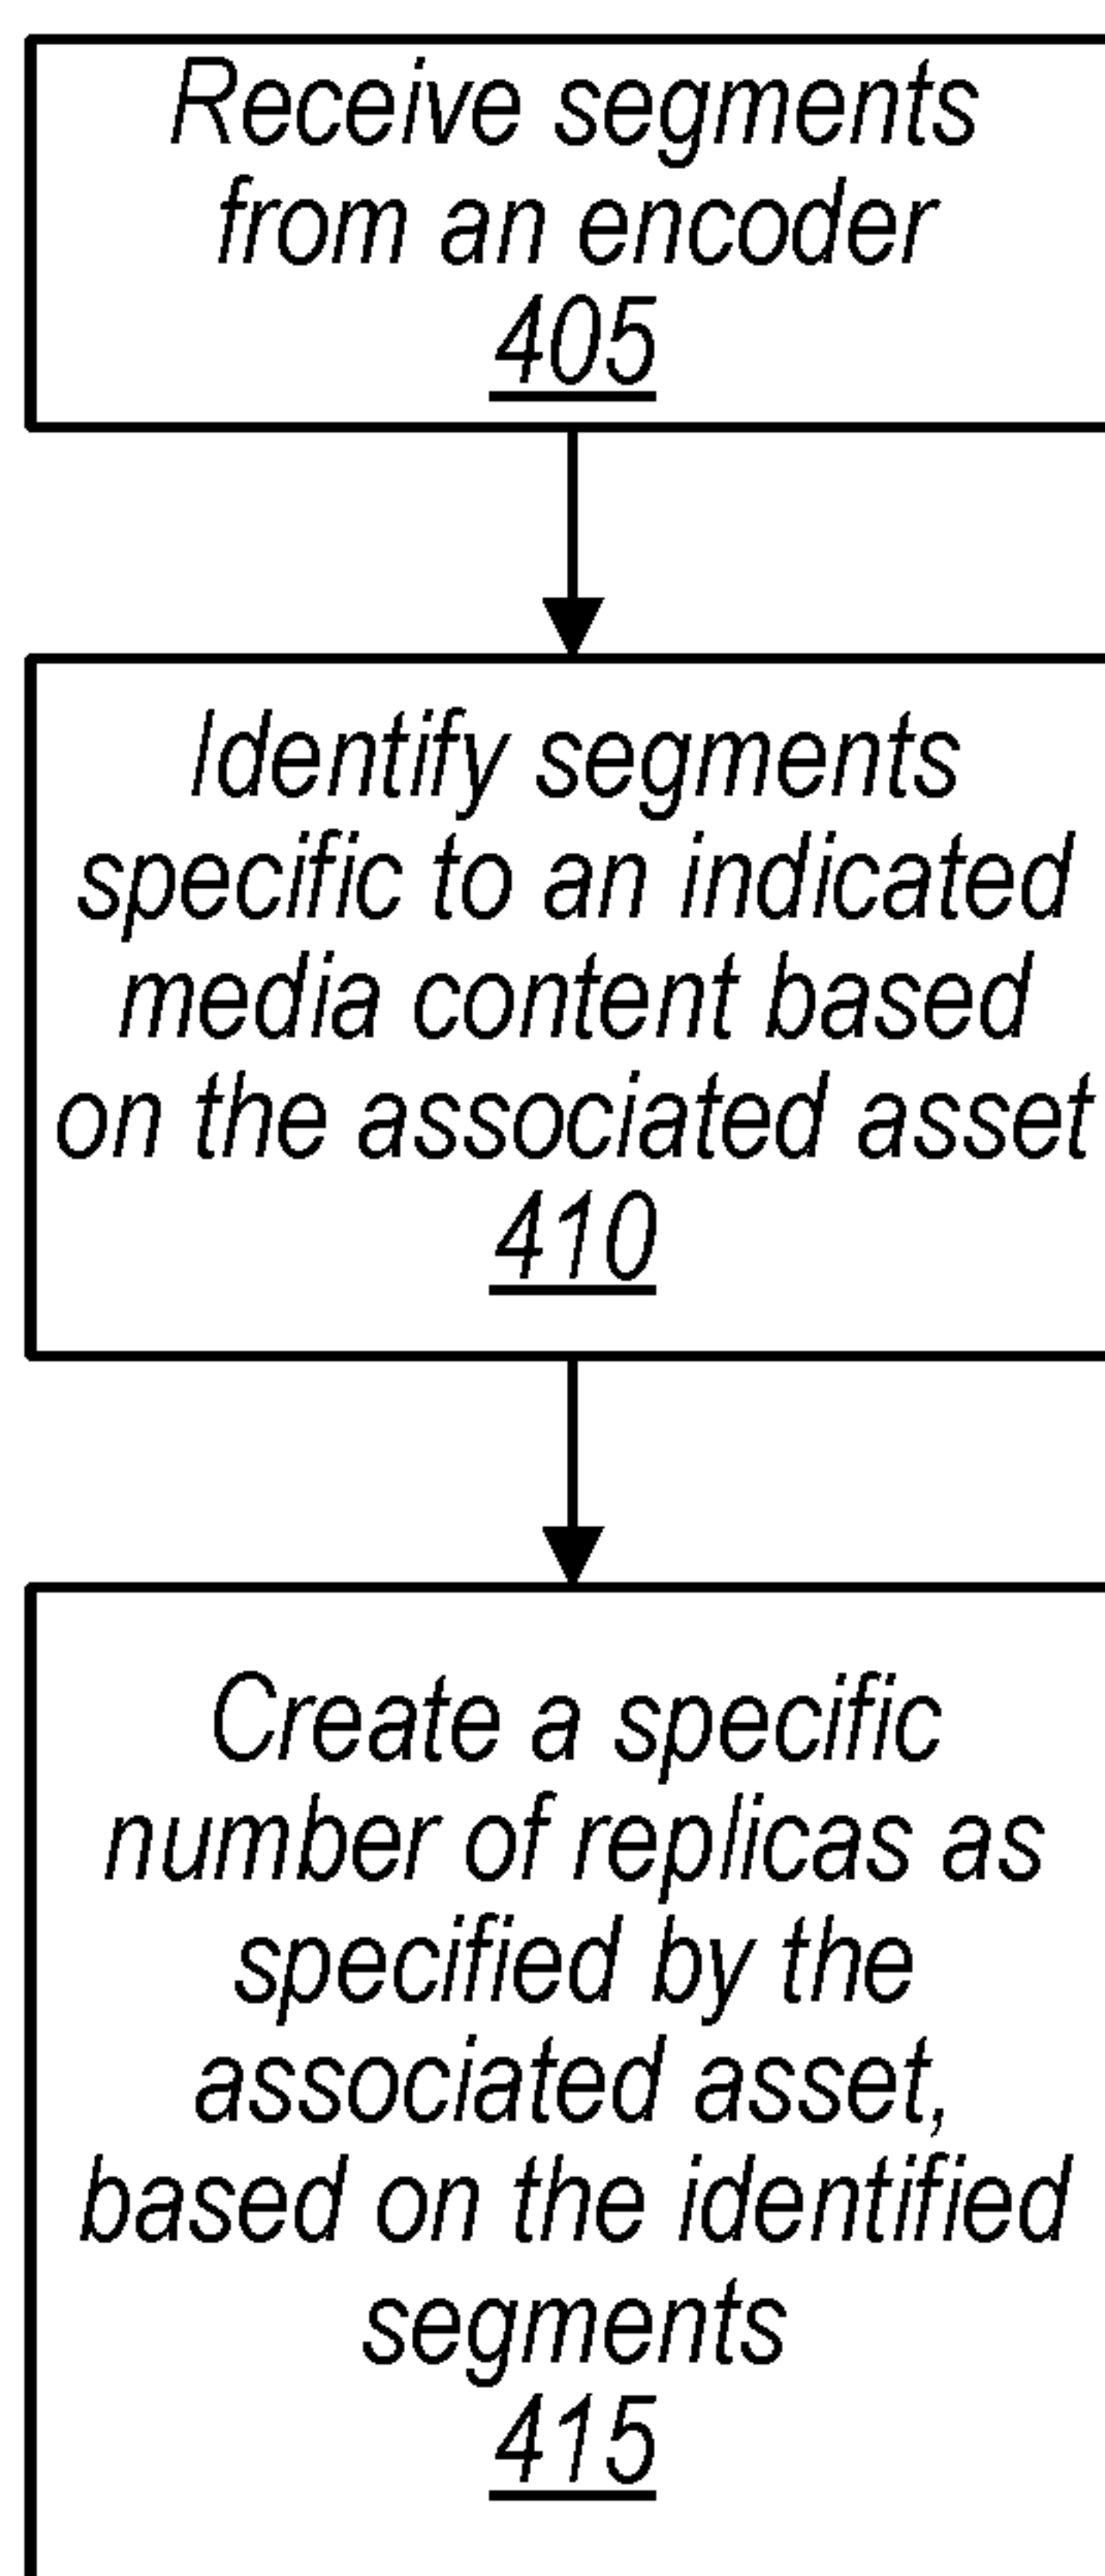 Receive segments
from an encoder
405
Identify segments
specific to an indicated
media content based
on the associated asset
410
Create a specific
number of replicas as
specified by the
associated asset,
based on the identified
segments
415